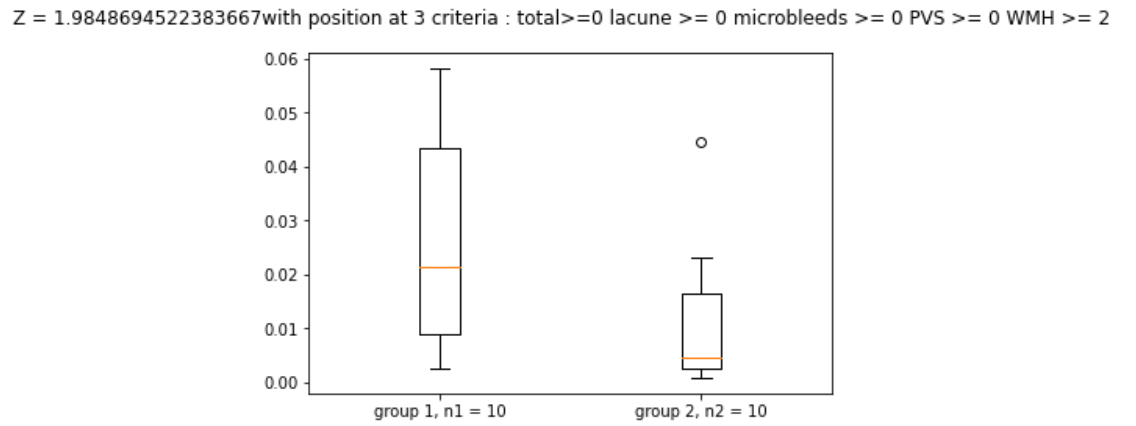 Z = 1.9848694522383667with position at 3 criteria : total>=0 lacune >= 0 microbleeds >= 0 PVS >= 0 WMH >= 2
0.06
0.05
0.04
0.03
0.02
0.01
0.00
group 1, n1 = 10
group 2, n2 = 10